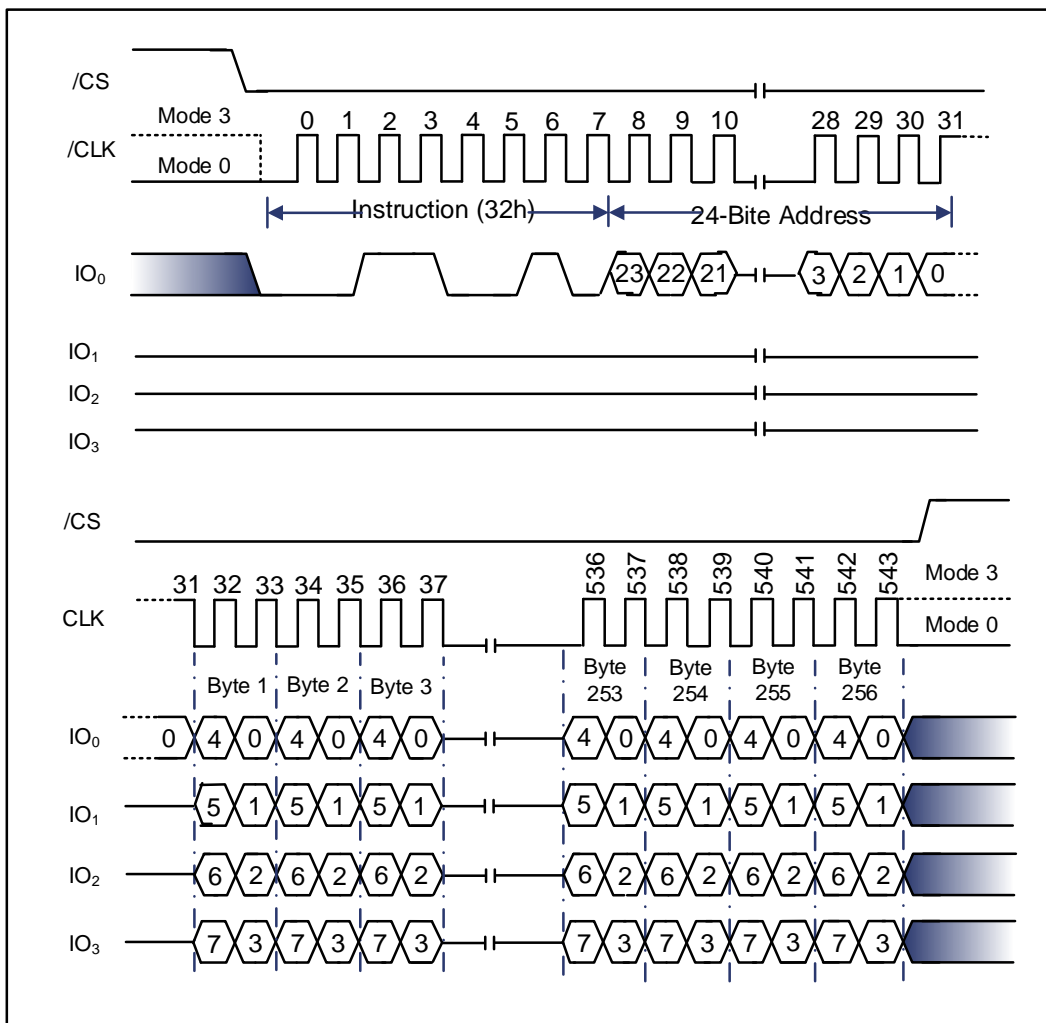 /CS
Mode 3
0 1 2 3 4 5 6 7 8 9 10 28 29 30 31
/CLK
Mode 0
Instruction (32h) 24-Bite Address
IO0 23 22 21 3 2 1 0
IO1
IO2
IO3
/CS
31 32 33 34 35 36 37 536 537 538 539 540 541 542 543 Mode 3
CLK Mode 0
Byte 1 Byte 2 Byte 3 Byte 253 Byte 254 Byte 255 Byte 256
IO0 0 4 0 4 0 4 0 4 0 4 0 4 0 4 0
IO1 5 1 5 1 5 1 5 1 5 1 5 1 5 1
IO2 6 2 6 2 6 2 6 2 6 2 6 2 6 2
IO3 7 3 7 3 7 3 7 3 7 3 7 3 7 3